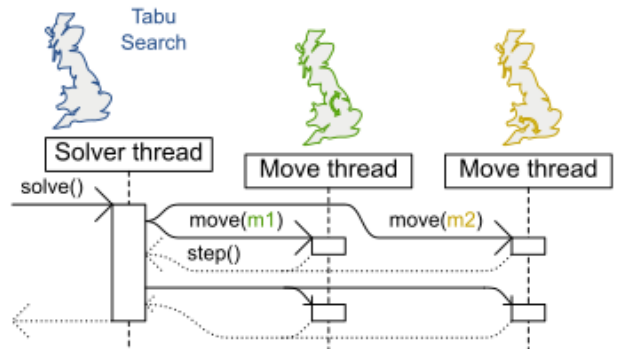 Tabu
Search
Solver thread
Move thread
Move thread
solve()
move(m1)
move(m2)
step()